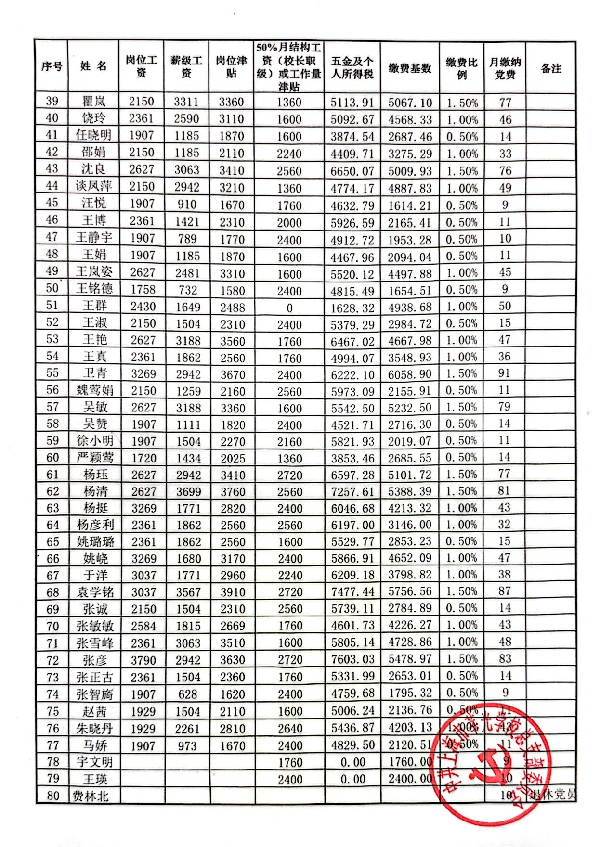 序号 姓 名 岗位工资 薪级工资 岗位津贴 50%月结构工资（校长职级）或工作量津贴 五金及个人所得税 缴费基数 缴费比例 月缴纳党费 备注
39 瞿岚 2150 3311 3360 1360 5113.91 5067.10 1.50% 77
40 饶玲 2361 2590 3110 1600 5092.67 4568.33 1.00% 46
41 任晓明 1907 1185 1870 1600 3874.54 2687.46 0.50% 14
42 邵娟 2150 1185 2110 2240 4409.71 3275.29 1.00% 33
43 沈良 2627 3063 3410 2560 6650.07 5009.93 1.50% 76
44 谈凤萍 2150 2942 3210 1360 4774.17 4887.83 1.00% 49
45 汪悦 1907 910 1670 1760 4632.79 1614.21 0.50% 9
46 王博 2361 1421 2310 2000 5926.59 2165.41 0.50% 11
47 王静宇 1907 789 1770 2400 4912.72 1953.28 0.50% 10
48 王娟 1907 1185 1870 1600 4467.96 2094.04 0.50% 11
49 王岚姿 2627 2481 3310 1600 5520.12 4497.88 1.00% 45
50 王铭德 1758 732 1580 2400 4815.49 1654.51 0.50% 9
51 王群 2430 1649 2488 0 1628.32 4938.68 1.00% 50
52 王淑 2150 1504 2310 2400 5379.29 2984.72 0.50% 15
53 王艳 2627 3188 3560 1760 6467.02 4667.98 1.00% 47
54 王真 2361 1862 2560 1760 4994.07 3548.93 1.00% 36
55 卫青 3269 2942 3670 2400 6222.10 6058.90 1.50% 91
56 魏莺娟 2150 1259 2160 2560 5973.09 2155.91 0.50% 11
57 吴敏 2627 3188 3360 1600 5542.50 5232.50 1.50% 79
58 吴赞 1907 1111 1820 2400 4521.71 2716.30 0.50% 14
59 徐小明 1907 1504 2270 2160 5821.93 2019.07 0.50% 11
60 严颖莺 1720 1434 2025 1360 3853.46 2685.55 0.50% 14
61 杨珏 2627 2942 3410 2720 6597.28 5101.72 1.50% 77
62 杨清 2627 3699 3760 2560 7257.61 5388.39 1.50% 81
63 杨挺 3269 1771 2820 2400 6046.68 4213.32 1.00% 43
64 杨彦利 2361 1862 2560 2560 6197.00 3146.00 1.00% 32
65 姚璐璐 2361 1862 2560 1600 5529.77 2853.23 0.50% 15
66 姚峣 3269 1680 3170 2400 5866.91 4652.09 1.00% 47
67 于洋 3037 1771 2960 2240 6209.18 3798.82 1.00% 38
68 袁学铭 3037 3567 3910 2720 7477.44 5756.56 1.50% 87
69 张诚 2150 1504 2310 2560 5739.11 2784.89 0.50% 14
70 张敏敏 2584 1815 2669 1760 4601.73 4226.27 1.00% 43
71 张雪峰 2361 3063 3510 1600 5805.14 4728.86 1.00% 48
72 张彦 3790 2942 3630 2720 7603.03 5478.97 1.50% 83
73 张正古 2361 1504 2360 1760 5331.99 2653.01 0.50% 14
74 张智旖 1907 628 1620 2400 4759.68 1795.32 0.50% 9
75 赵茜 1929 1504 2110 1600 5006.24 2136.76 0.50%
76 朱晓丹 1929 2261 2810 2640 5436.87 4203.13 1.00%
77 马娇 1907 973 1670 2400 4829.50 2120.51 0.50% 11
78 宇文明 1760 0.00 1760.00 9
79 王瑛 2400 0.00 2400.00 10
80 费林北 10 退休党员